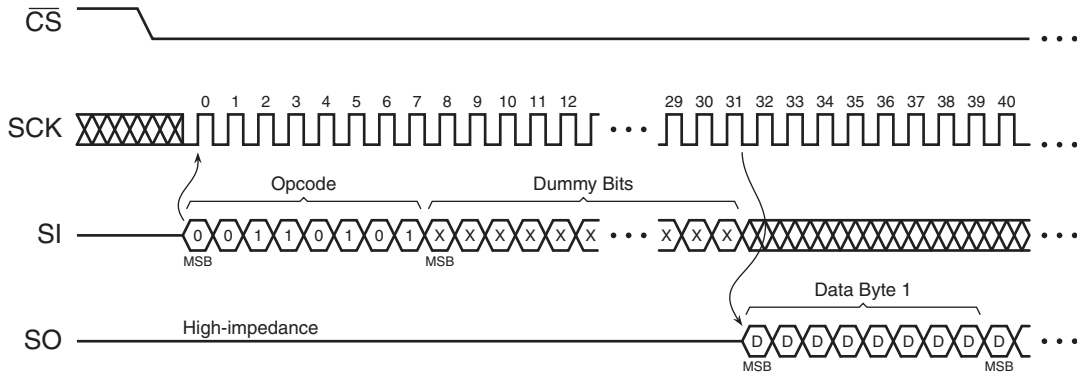 CS
0 1 2 3 4 5 6 7 8 9 10 11 12 29 30 31 32 33 34 35 36 37 38 39 40
SCK
Opcode Dummy Bits
SI 0 0 1 1 0 1 0 1 X X X X X X X X X
MSB MSB
Data Byte 1
High-impedance
SO D D D D D D D D D
MSB MSB